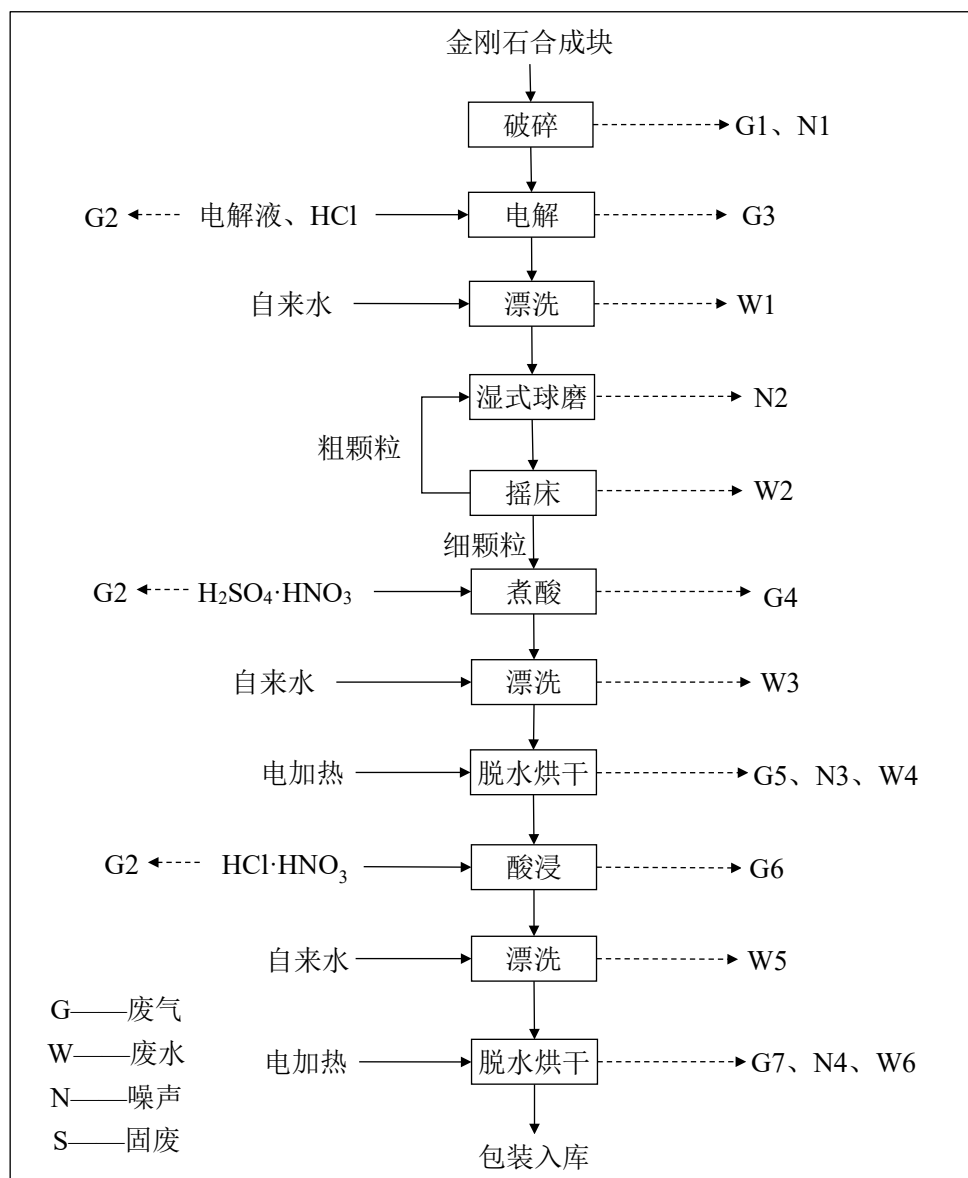 金刚石合成块
破碎
G1、N1
G2
电解液、HCl
电解
G3
自来水
漂洗
W1
湿式球磨
N2
粗颗粒
摇床
W2
细颗粒
G2
H₂SO₄·HNO₃
煮酸
G4
自来水
漂洗
W3
电加热
脱水烘干
G5、N3、W4
G2
HCl·HNO₃
酸浸
G6
自来水
漂洗
W5
G——废气
W——废水
电加热
脱水烘干
G7、N4、W6
N——噪声
S——固废
包装入库